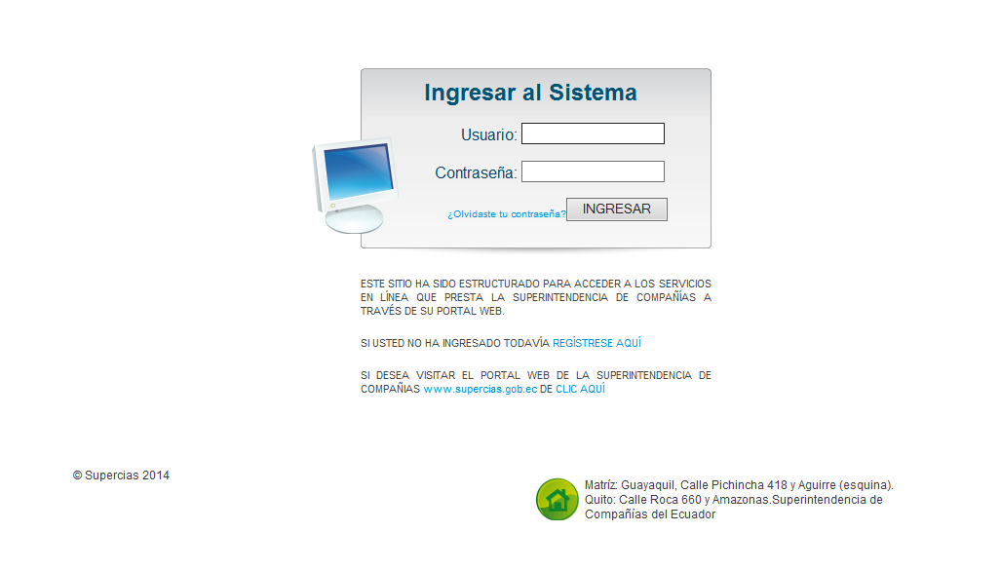 Ingresar al Sistema
Usuario:
Contraseña:
¿Olvidaste tu contraseña? INGRESAR
ESTE SITIO HA SIDO ESTRUCTURADO PARA ACCEDER A LOS SERVICIOS
EN LÍNEA QUE PRESTA LA SUPERINTENDENCIA DE COMPAÑÍAS A
TRAVÉS DE SU PORTAL WEB.
SI USTED NO HA INGRESADO TODAVÍA REGÍSTRESE AQUÍ
SI DESEA VISITAR EL PORTAL WEB DE LA SUPERINTENDENCIA DE
COMPAÑIAS www.supercias.gob.ec DE CLIC AQUÍ
© Supercias 2014
Matríz: Guayaquil, Calle Pichincha 418 y Aguirre (esquina).
Quito: Calle Roca 660 y Amazonas.Superintendencia de
Compañías del Ecuador